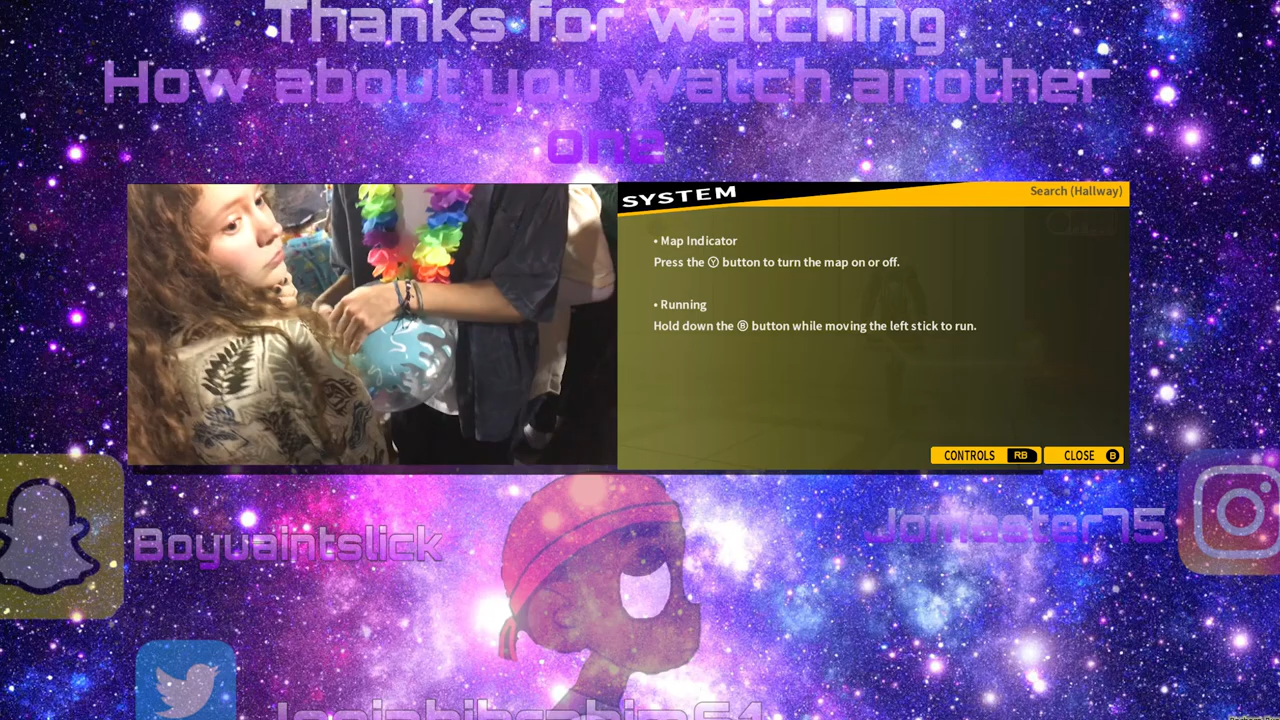 Thanks for watching
How about you watch another
one
SYSTEM
Search (Hallway)
• Map Indicator
Press the Ⓨ button to turn the map on or off.
• Running
Hold down the Ⓑ button while moving the left stick to run.
CONTROLS RB
CLOSE B
Boyuaintslick
Jomaster75